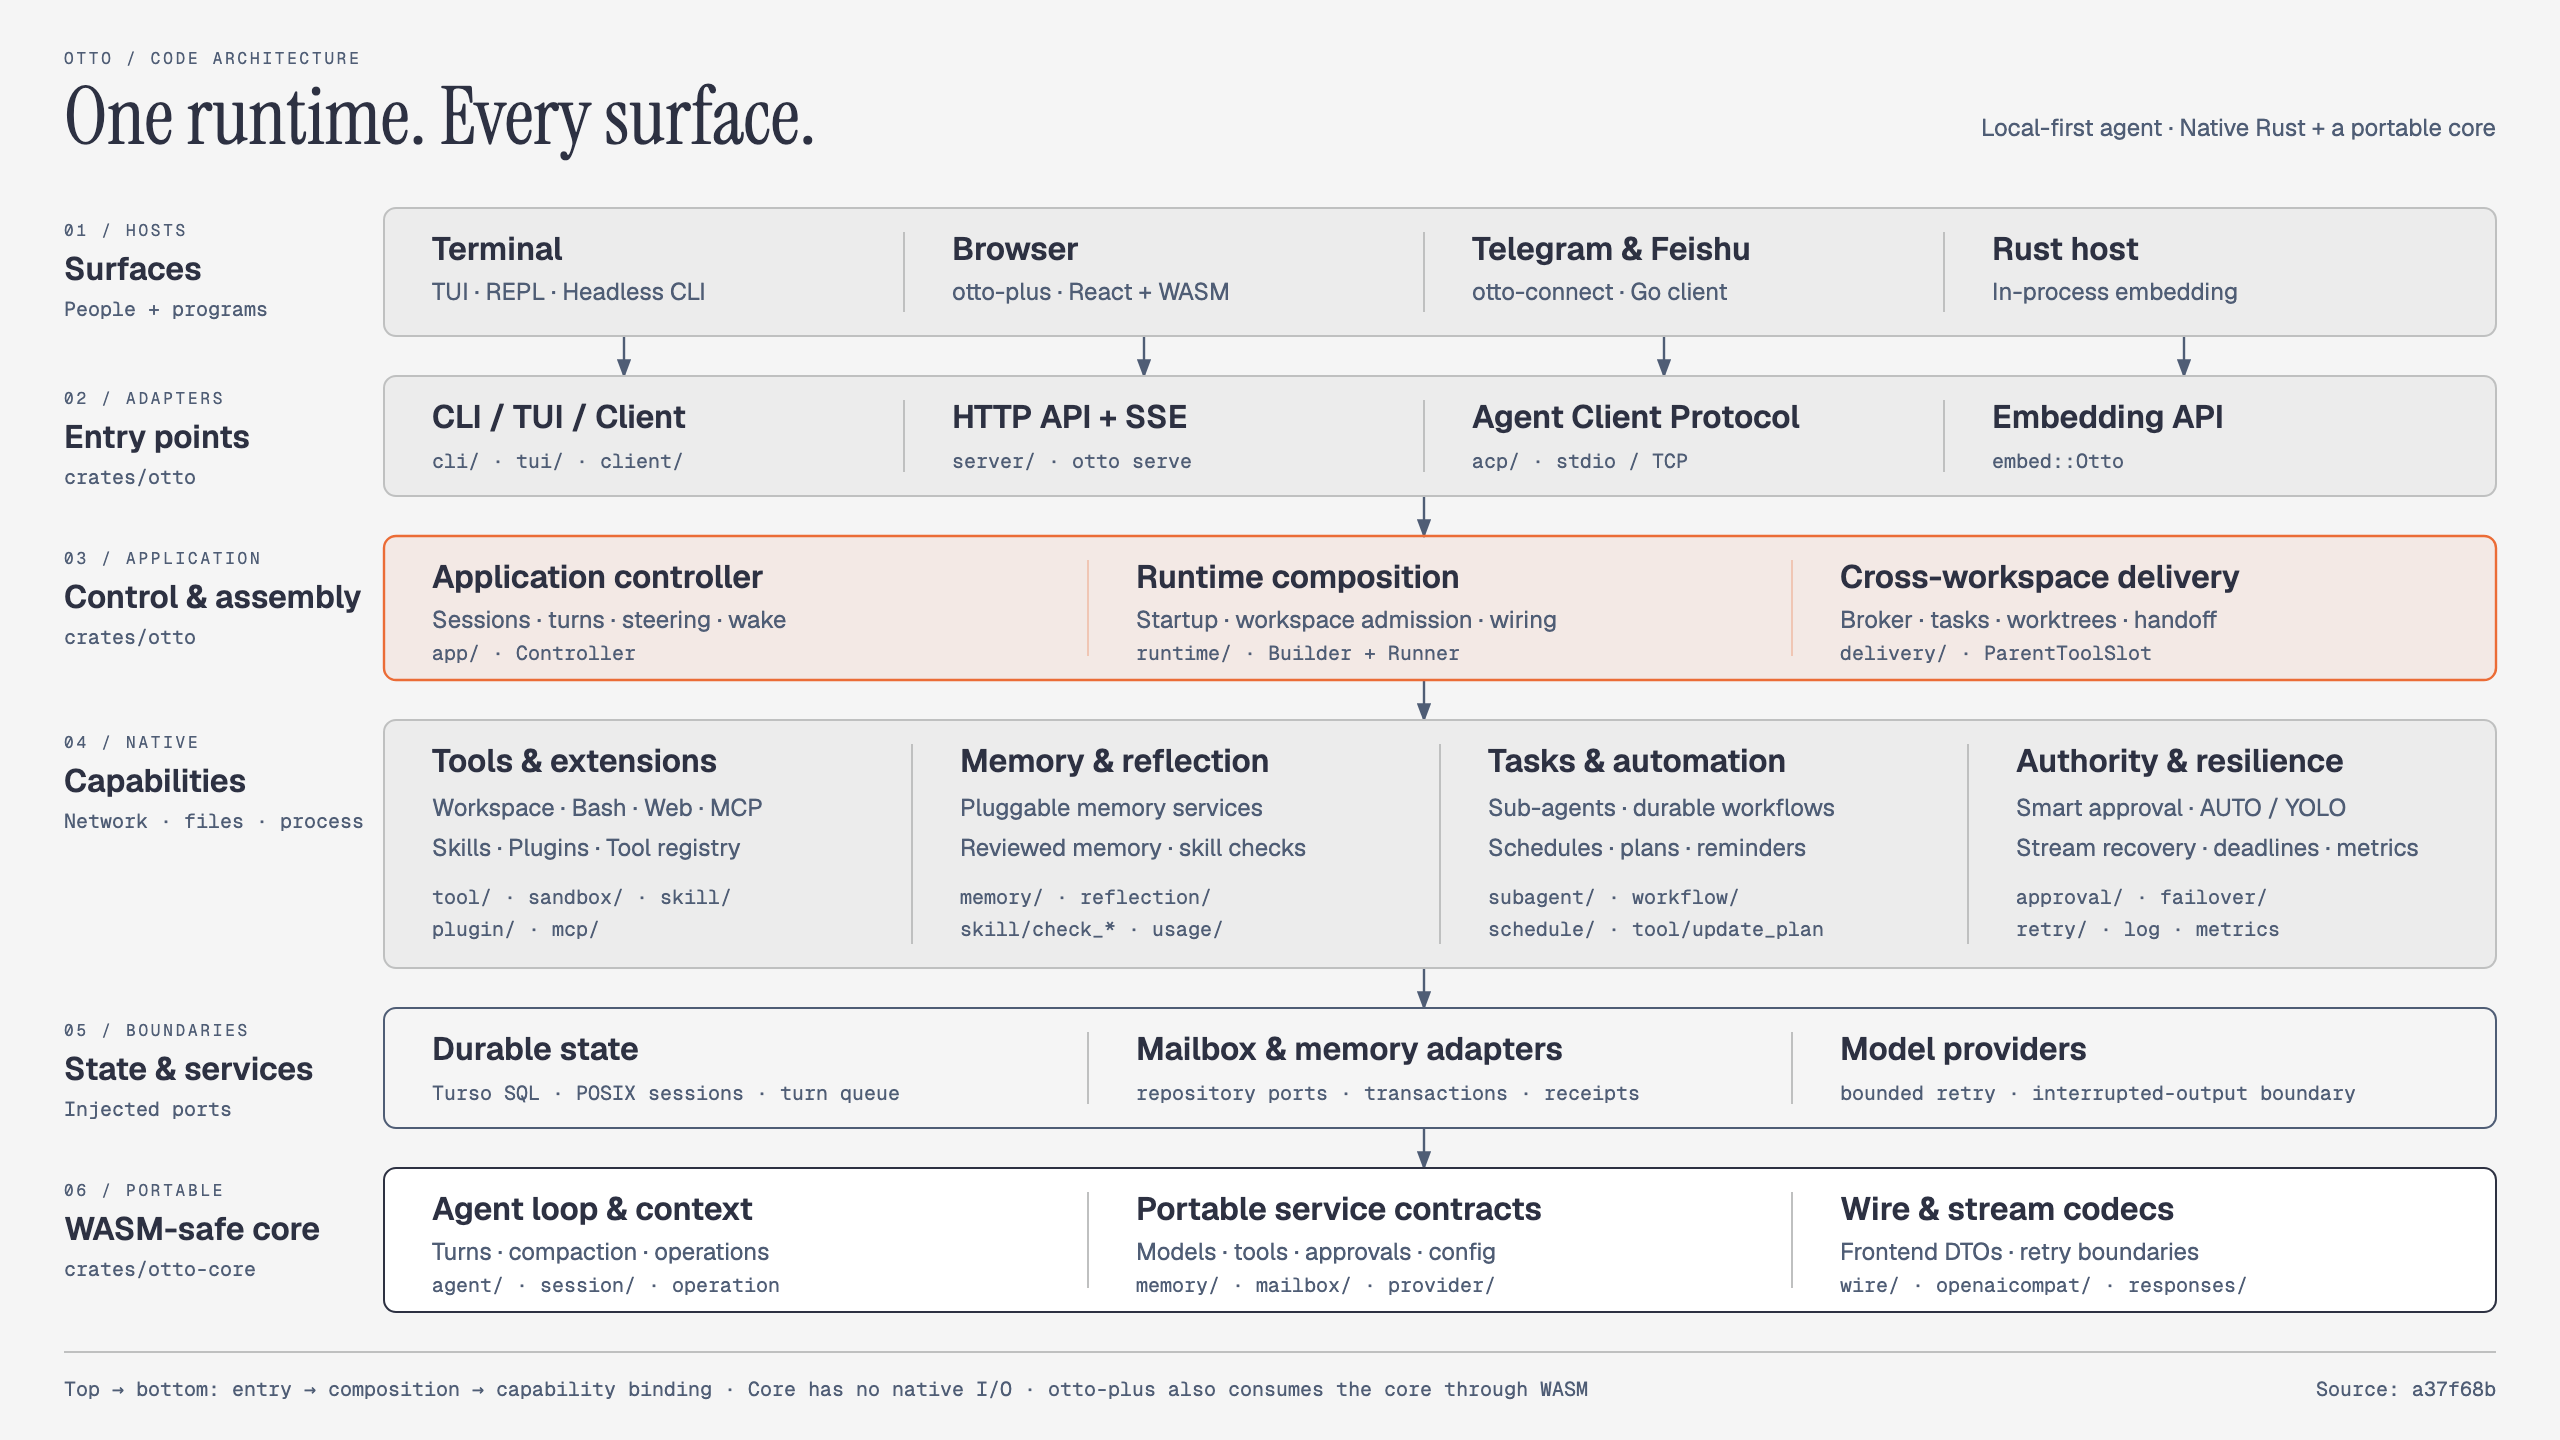 OTTO / CODE ARCHITECTURE
One runtime. Every surface.
Local-first agent · Native Rust + a portable core
01 / HOSTS
Surfaces
People + programs
Terminal
TUI · REPL · Headless CLI
Browser
otto-plus · React + WASM
Telegram & Feishu
otto-connect · Go client
Rust host
In-process embedding
02 / ADAPTERS
Entry points
crates/otto
CLI / TUI / Client
cli/ · tui/ · client/
HTTP API + SSE
server/ · otto serve
Agent Client Protocol
acp/ · stdio / TCP
Embedding API
embed::Otto
03 / APPLICATION
Control & assembly
crates/otto
Application controller
Sessions · turns · steering · wake
app/ · Controller
Runtime composition
Startup · workspace admission · wiring
runtime/ · Builder + Runner
Cross-workspace delivery
Broker · tasks · worktrees · handoff
delivery/ · ParentToolSlot
04 / NATIVE
Capabilities
Network · files · process
Tools & extensions
Workspace · Bash · Web · MCP
Skills · Plugins · Tool registry
tool/ · sandbox/ · skill/
plugin/ · mcp/
Memory & reflection
Pluggable memory services
Reviewed memory · skill checks
memory/ · reflection/
skill/check_* · usage/
Tasks & automation
Sub-agents · durable workflows
Schedules · plans · reminders
subagent/ · workflow/
schedule/ · tool/update_plan
Authority & resilience
Smart approval · AUTO / YOLO
Stream recovery · deadlines · metrics
approval/ · failover/
retry/ · log · metrics
05 / BOUNDARIES
State & services
Injected ports
Durable state
Turso SQL · POSIX sessions · turn queue
Mailbox & memory adapters
repository ports · transactions · receipts
Model providers
bounded retry · interrupted-output boundary
06 / PORTABLE
WASM-safe core
crates/otto-core
Agent loop & context
Turns · compaction · operations
agent/ · session/ · operation
Portable service contracts
Models · tools · approvals · config
memory/ · mailbox/ · provider/
Wire & stream codecs
Frontend DTOs · retry boundaries
wire/ · openaicompat/ · responses/
Top → bottom: entry → composition → capability binding · Core has no native I/O · otto-plus also consumes the core through WASM
Source: a37f68b